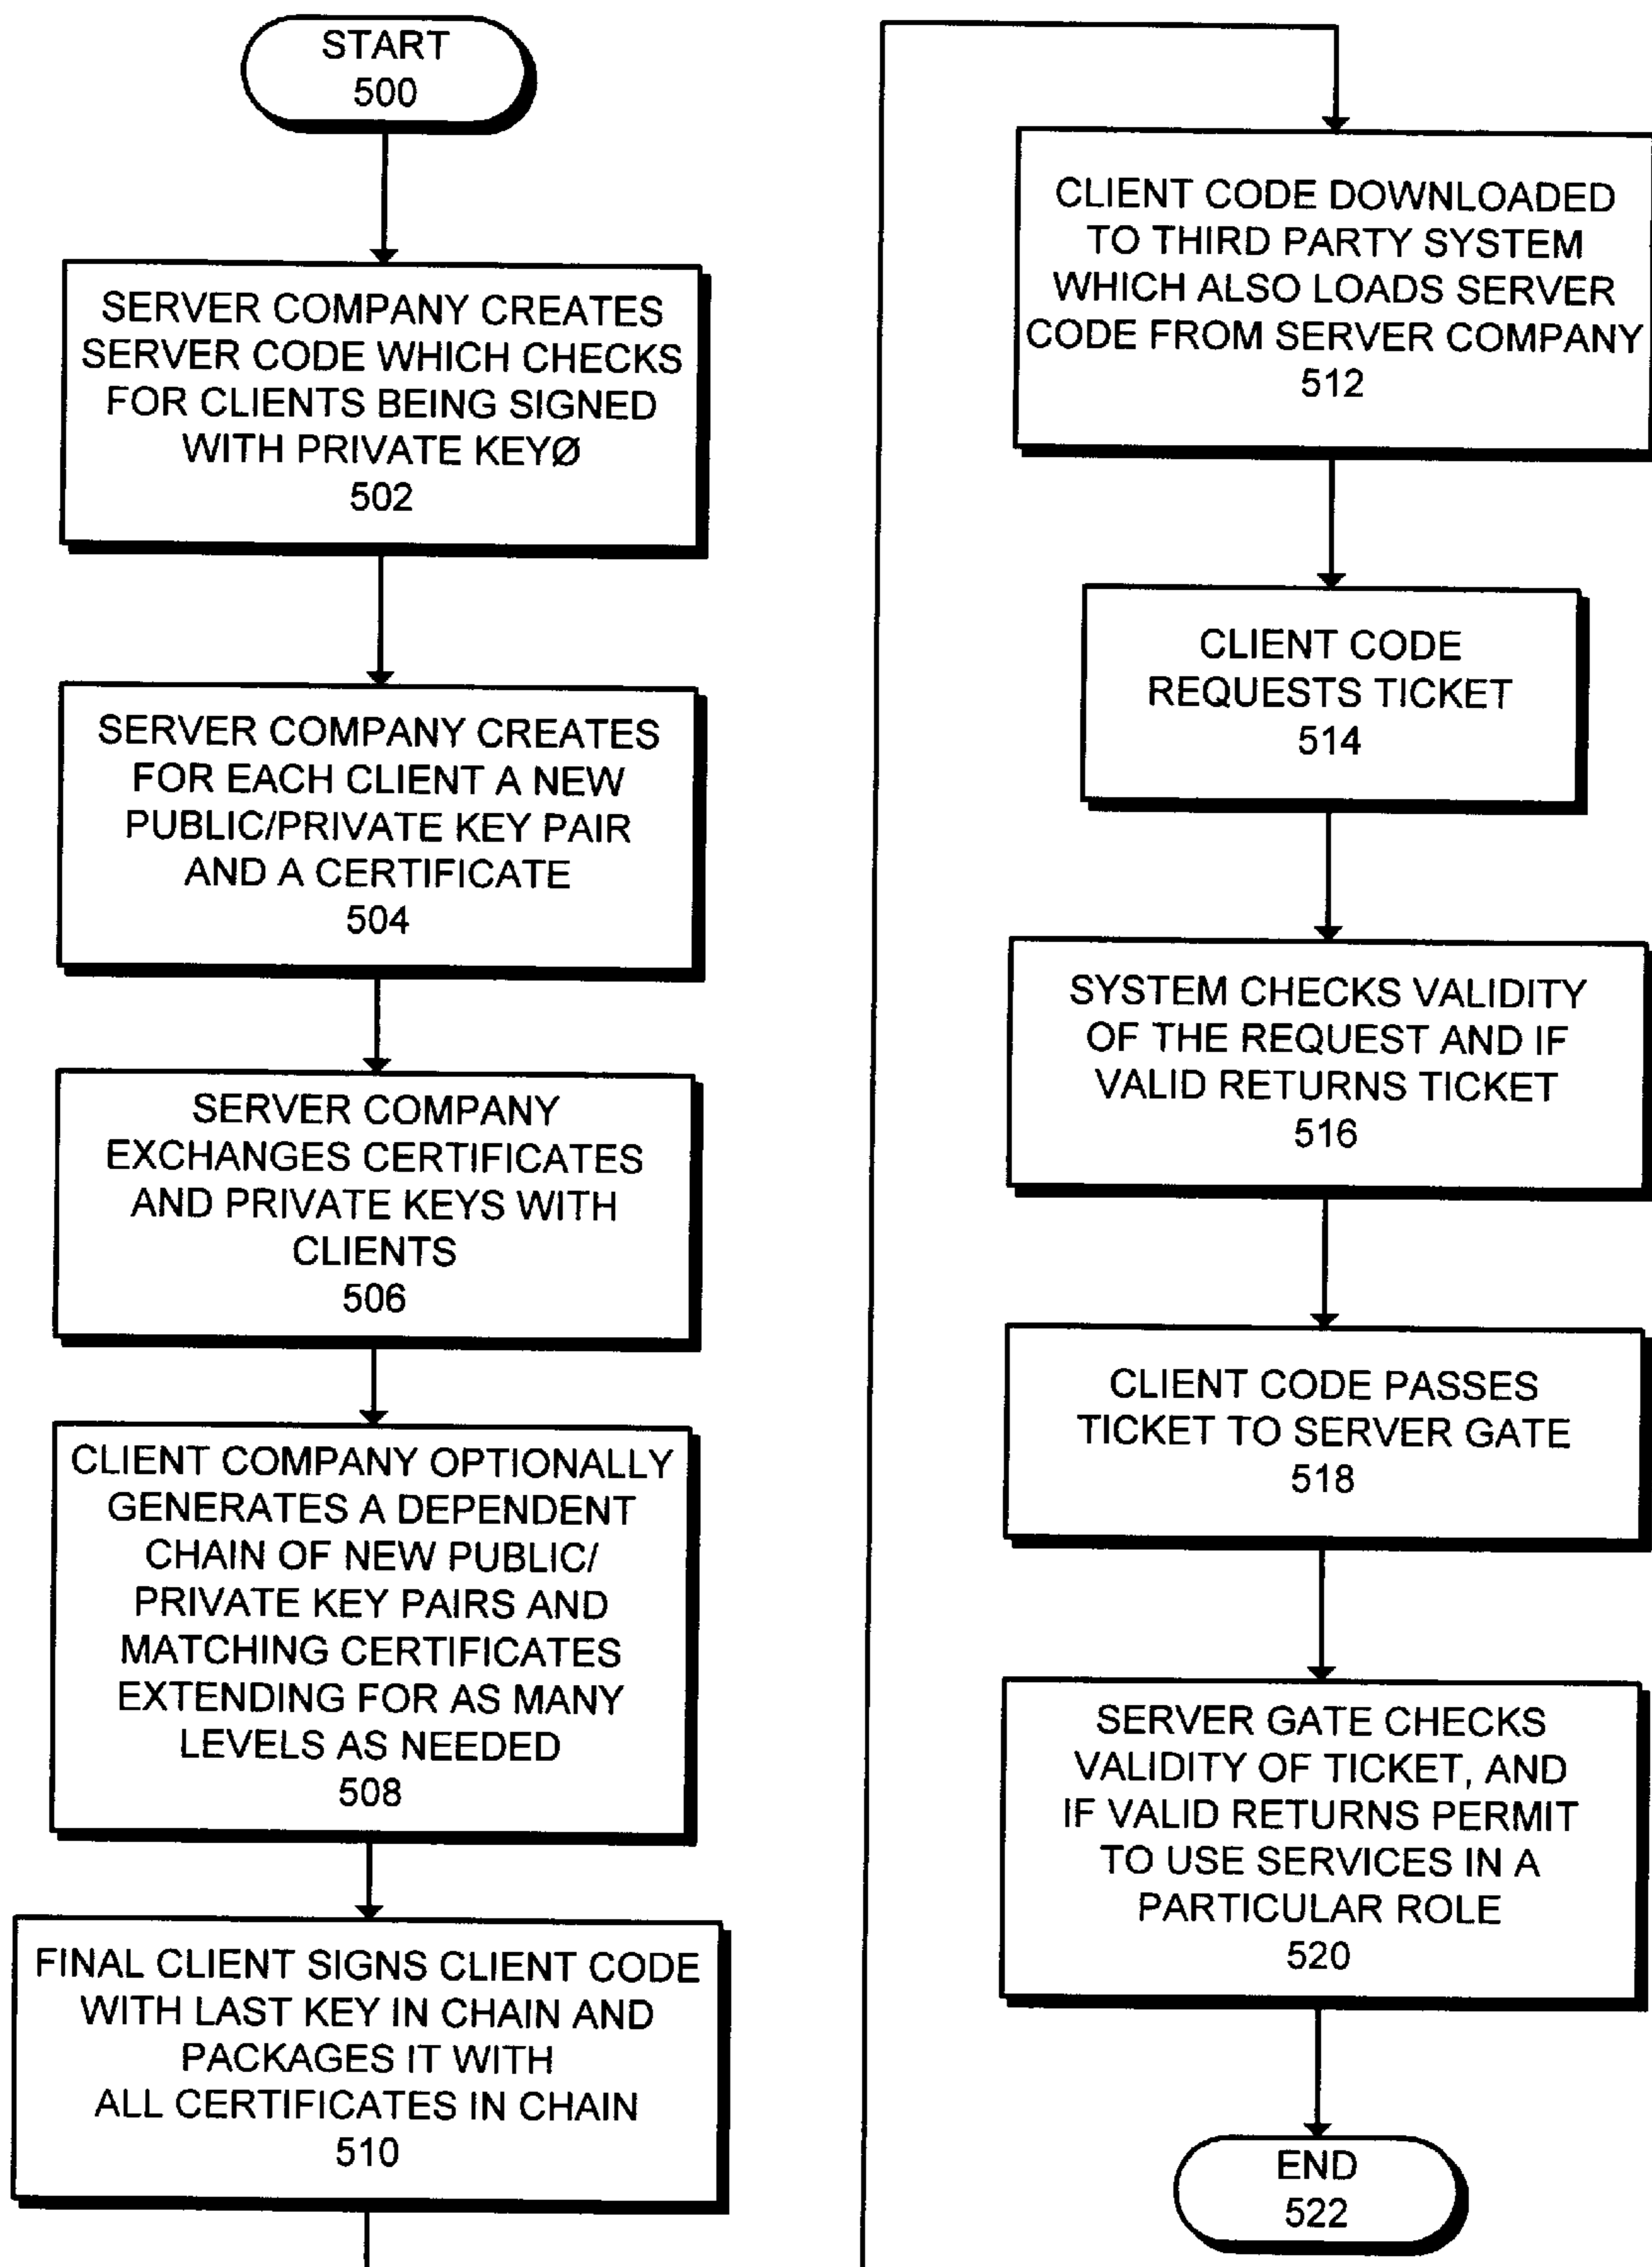 START
500
SERVER COMPANY CREATES
SERVER CODE WHICH CHECKS
FOR CLIENTS BEING SIGNED
WITH PRIVATE KEYØ
502
SERVER COMPANY CREATES
FOR EACH CLIENT A NEW
PUBLIC/PRIVATE KEY PAIR
AND A CERTIFICATE
504
SERVER COMPANY
EXCHANGES CERTIFICATES
AND PRIVATE KEYS WITH
CLIENTS
506
CLIENT COMPANY OPTIONALLY
GENERATES A DEPENDENT
CHAIN OF NEW PUBLIC/
PRIVATE KEY PAIRS AND
MATCHING CERTIFICATES
EXTENDING FOR AS MANY
LEVELS AS NEEDED
508
FINAL CLIENT SIGNS CLIENT CODE
WITH LAST KEY IN CHAIN AND
PACKAGES IT WITH
ALL CERTIFICATES IN CHAIN
510
CLIENT CODE DOWNLOADED
TO THIRD PARTY SYSTEM
WHICH ALSO LOADS SERVER
CODE FROM SERVER COMPANY
512
CLIENT CODE
REQUESTS TICKET
514
SYSTEM CHECKS VALIDITY
OF THE REQUEST AND IF
VALID RETURNS TICKET
516
CLIENT CODE PASSES
TICKET TO SERVER GATE
518
SERVER GATE CHECKS
VALIDITY OF TICKET, AND
IF VALID RETURNS PERMIT
TO USE SERVICES IN A
PARTICULAR ROLE
520
END
522